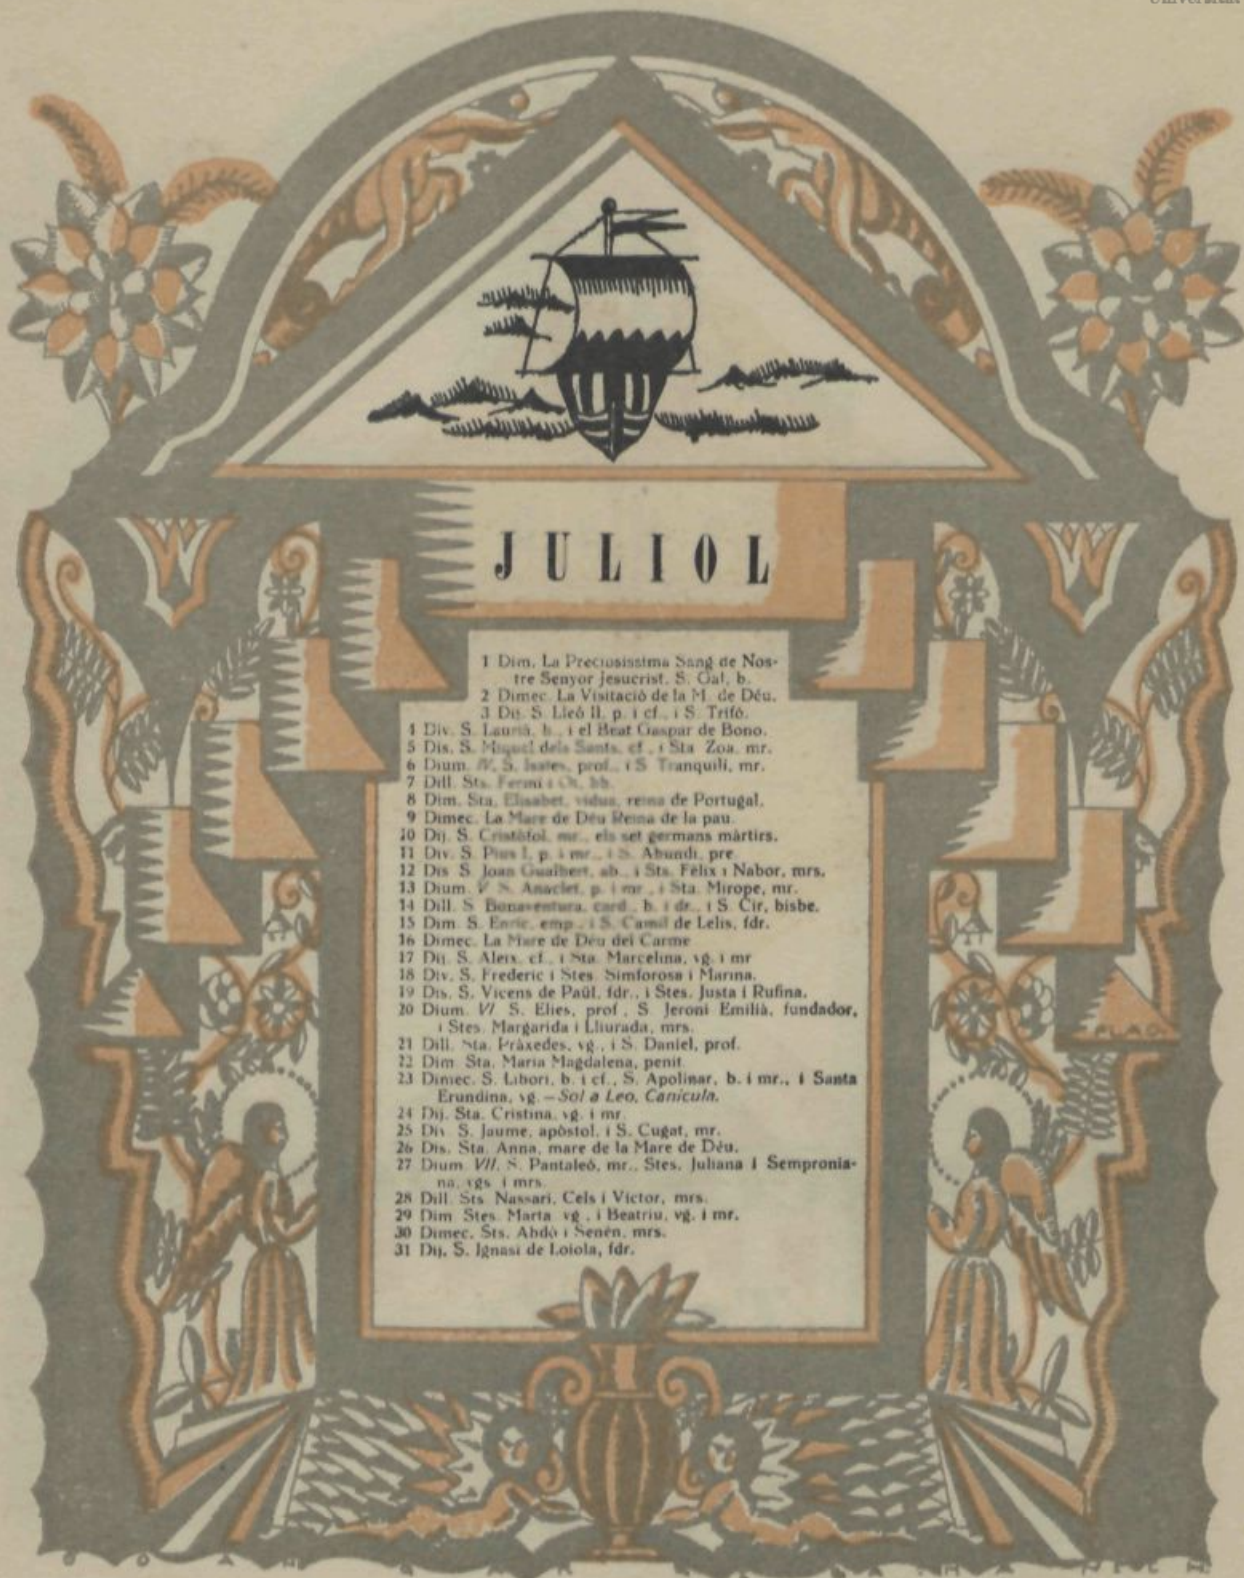 JULIOL
1 Dim. La Preciosissima Sang de Nos-
tre Senyor Jesucrist. S. Gal, b.
2 Dimec. La Visitació de la M. de Déu.
3 Dij. S. Lleó II, p. i cf., i S. Trifó.
4 Div. S. Laurià, b., i el Beat Gaspar de Bono.
5 Dis. S. Miquel dels Sants, cf., i Sta Zoa, mr.
6 Dium. IV. S. Isaïes, prof., i S Tranquilí, mr.
7 Dill. Sts. Fermí i Ot, bb.
8 Dim. Sta. Elisabet, vidua, reina de Portugal.
9 Dimec. La Mare de Déu Reina de la pau.
10 Dij. S. Cristòfol, mr., els set germans màrtirs.
11 Div. S. Pius I, p. i mr., i S. Abundi, pre
12 Dis S Joan Gualbert, ab., i Sts. Fèlix i Nabor, mrs.
13 Dium. V S. Anaclet, p. i mr., i Sta. Mirope, mr.
14 Dill. S. Bonaventura, card., b. i dr., i S. Cir, bisbe.
15 Dim. S. Enric, emp., i S. Camil de Lelis, fdr.
16 Dimec. La Mare de Déu del Carme
17 Dij. S. Aleix, cf., i Sta. Marcelina, vg. i mr
18 Div. S. Frederic i Stes. Simforosa i Marina.
19 Dis. S. Vicens de Paül, fdr., i Stes. Justa i Rufina.
20 Dium. VI S. Elies, prof., S. Jeroni Emilià, fundador,
i Stes. Margarida i Lliurada, mrs.
21 Dill. Sta. Pràxedes, vg., i S. Daniel, prof.
22 Dim. Sta. Maria Magdalena, penit
23 Dimec. S. Libori, b. i cf., S. Apolinar, b. i mr., i Santa
Erundina, vg. — Sol a Leo. Canícula.
24 Dij. Sta. Cristina, vg. i mr.
25 Div S. Jaume, apòstol, i S. Cugat, mr.
26 Dis. Sta. Anna, mare de la Mare de Déu.
27 Dium. VII. S. Pantaleó, mr., Stes. Juliana i Sempronia-
na, vgs. i mrs.
28 Dill. Sts. Nassari, Cels i Víctor, mrs.
29 Dim. Stes. Marta vg., i Beatriu, vg. i mr.
30 Dimec. Sts. Abdó i Senén, mrs.
31 Dij. S. Ignasi de Loiola, fdr.